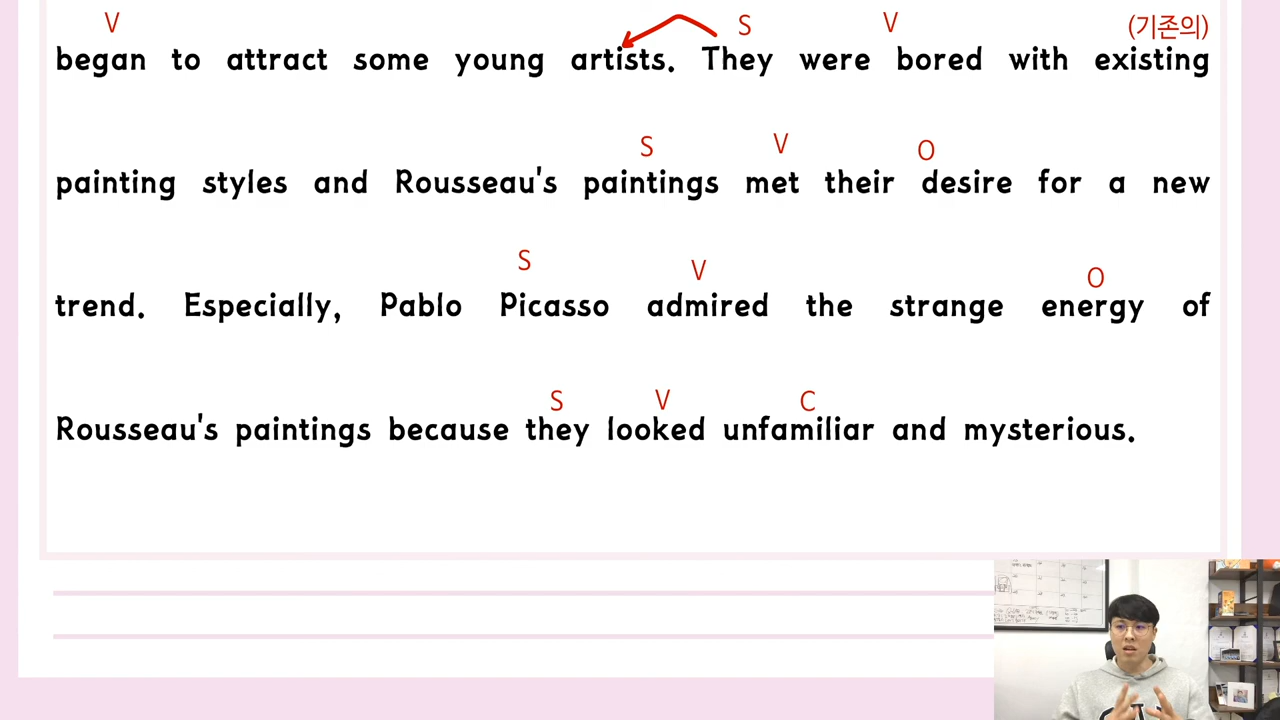 V S V (기존의)
began to attract some young artists. They were bored with existing
S V O
painting styles and Rousseau's paintings met their desire for a new
S V O
trend. Especially, Pablo Picasso admired the strange energy of
S V C
Rousseau's paintings because they looked unfamiliar and mysterious.